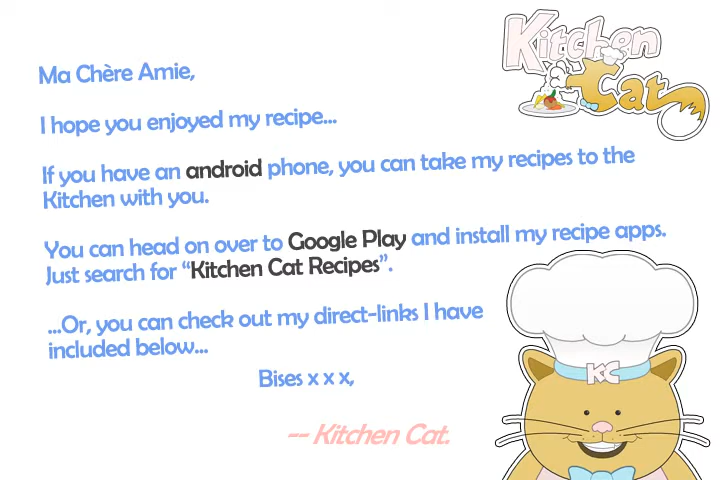 Kitchen
Cat
Ma Chère Amie,
I hope you enjoyed my recipe...
If you have an android phone, you can take my recipes to the
Kitchen with you.
You can head on over to Google Play and install my recipe apps.
Just search for “Kitchen Cat Recipes”.
...Or, you can check out my direct-links I have
included below...
Bises x x x,
-- Kitchen Cat.
KC